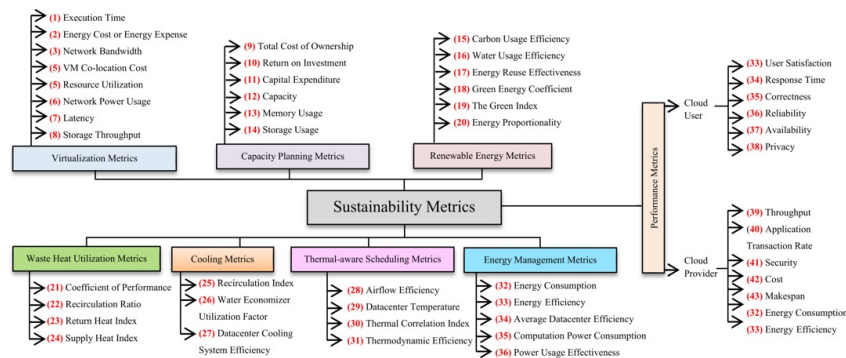 (1) Execution Time
(2) Energy Cost or Energy Expense
(3) Network Bandwidth
(5) VM Co-location Cost
(5) Resource Utilization
(6) Network Power Usage
(7) Latency
(8) Storage Throughput
Virtualization Metrics
(9) Total Cost of Ownership
(10) Return on Investment
(11) Capital Expenditure
(12) Capacity
(13) Memory Usage
(14) Storage Usage
Capacity Planning Metrics
(15) Carbon Usage Efficiency
(16) Water Usage Efficiency
(17) Energy Reuse Effectiveness
(18) Green Energy Coefficient
(19) The Green Index
(20) Energy Proportionality
Renewable Energy Metrics
Sustainability Metrics
Waste Heat Utilization Metrics
(21) Coefficient of Performance
(22) Recirculation Ratio
(23) Return Heat Index
(24) Supply Heat Index
Cooling Metrics
(25) Recirculation Index
(26) Water Economizer
Utilization Factor
(27) Datacenter Cooling
System Efficiency
Thermal-aware Scheduling Metrics
(28) Airflow Efficiency
(29) Datacenter Temperature
(30) Thermal Correlation Index
(31) Thermodynamic Efficiency
Energy Management Metrics
(32) Energy Consumption
(33) Energy Efficiency
(34) Average Datacenter Efficiency
(35) Computation Power Consumption
(36) Power Usage Effectiveness
Performance Metrics
Cloud
User
(33) User Satisfaction
(34) Response Time
(35) Correctness
(36) Reliability
(37) Availability
(38) Privacy
Cloud
Provider
(39) Throughput
(40) Application
Transaction Rate
(41) Security
(42) Cost
(43) Makespan
(32) Energy Consumption
(33) Energy Efficiency